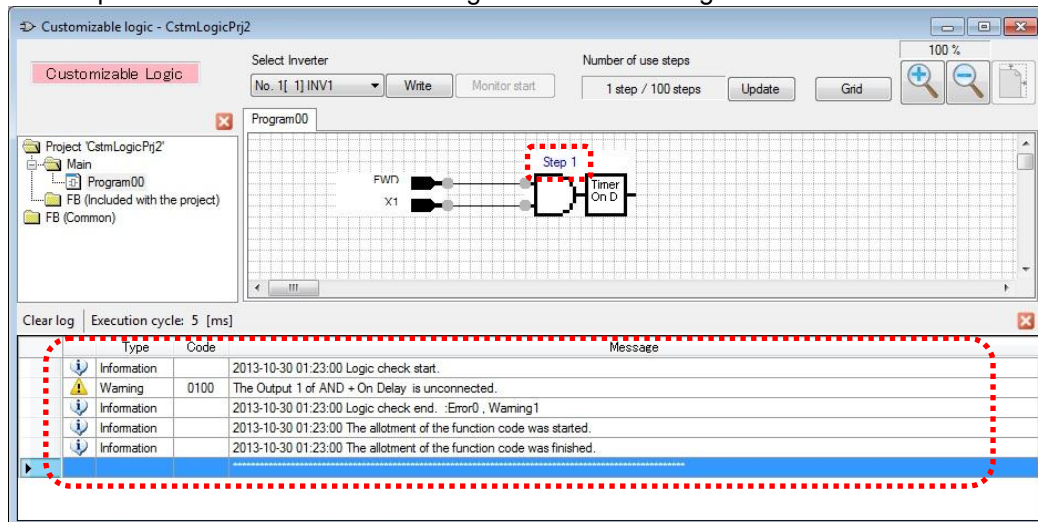 Customizable logic - CstmLogicPrj2
Customizable Logic
Select Inverter
No. 1[ 1] INV1
Write
Monitor start
Number of use steps
1 step / 100 steps
Update
Grid
100 %
Project 'CstmLogicPrj2'
Main
Program00
FB (Included with the project)
FB (Common)
Program00
Step 1
FWD
X1
Timer
On D
Clear log
Execution cycle: 5 [ms]
Type Code Message
Information 2013-10-30 01:23:00 Logic check start.
Warning 0100 The Output 1 of AND + On Delay is unconnected.
Information 2013-10-30 01:23:00 Logic check end. :Error0 , Warning1
Information 2013-10-30 01:23:00 The allotment of the function code was started.
Information 2013-10-30 01:23:00 The allotment of the function code was finished.